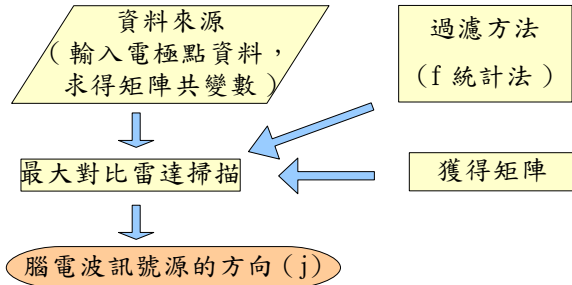 資料來源
(輸入電極點資料，
求得矩陣共變數)
過濾方法
(f 統計法)
最大對比雷達掃描
獲得矩陣
腦電波訊號源的方向(j)